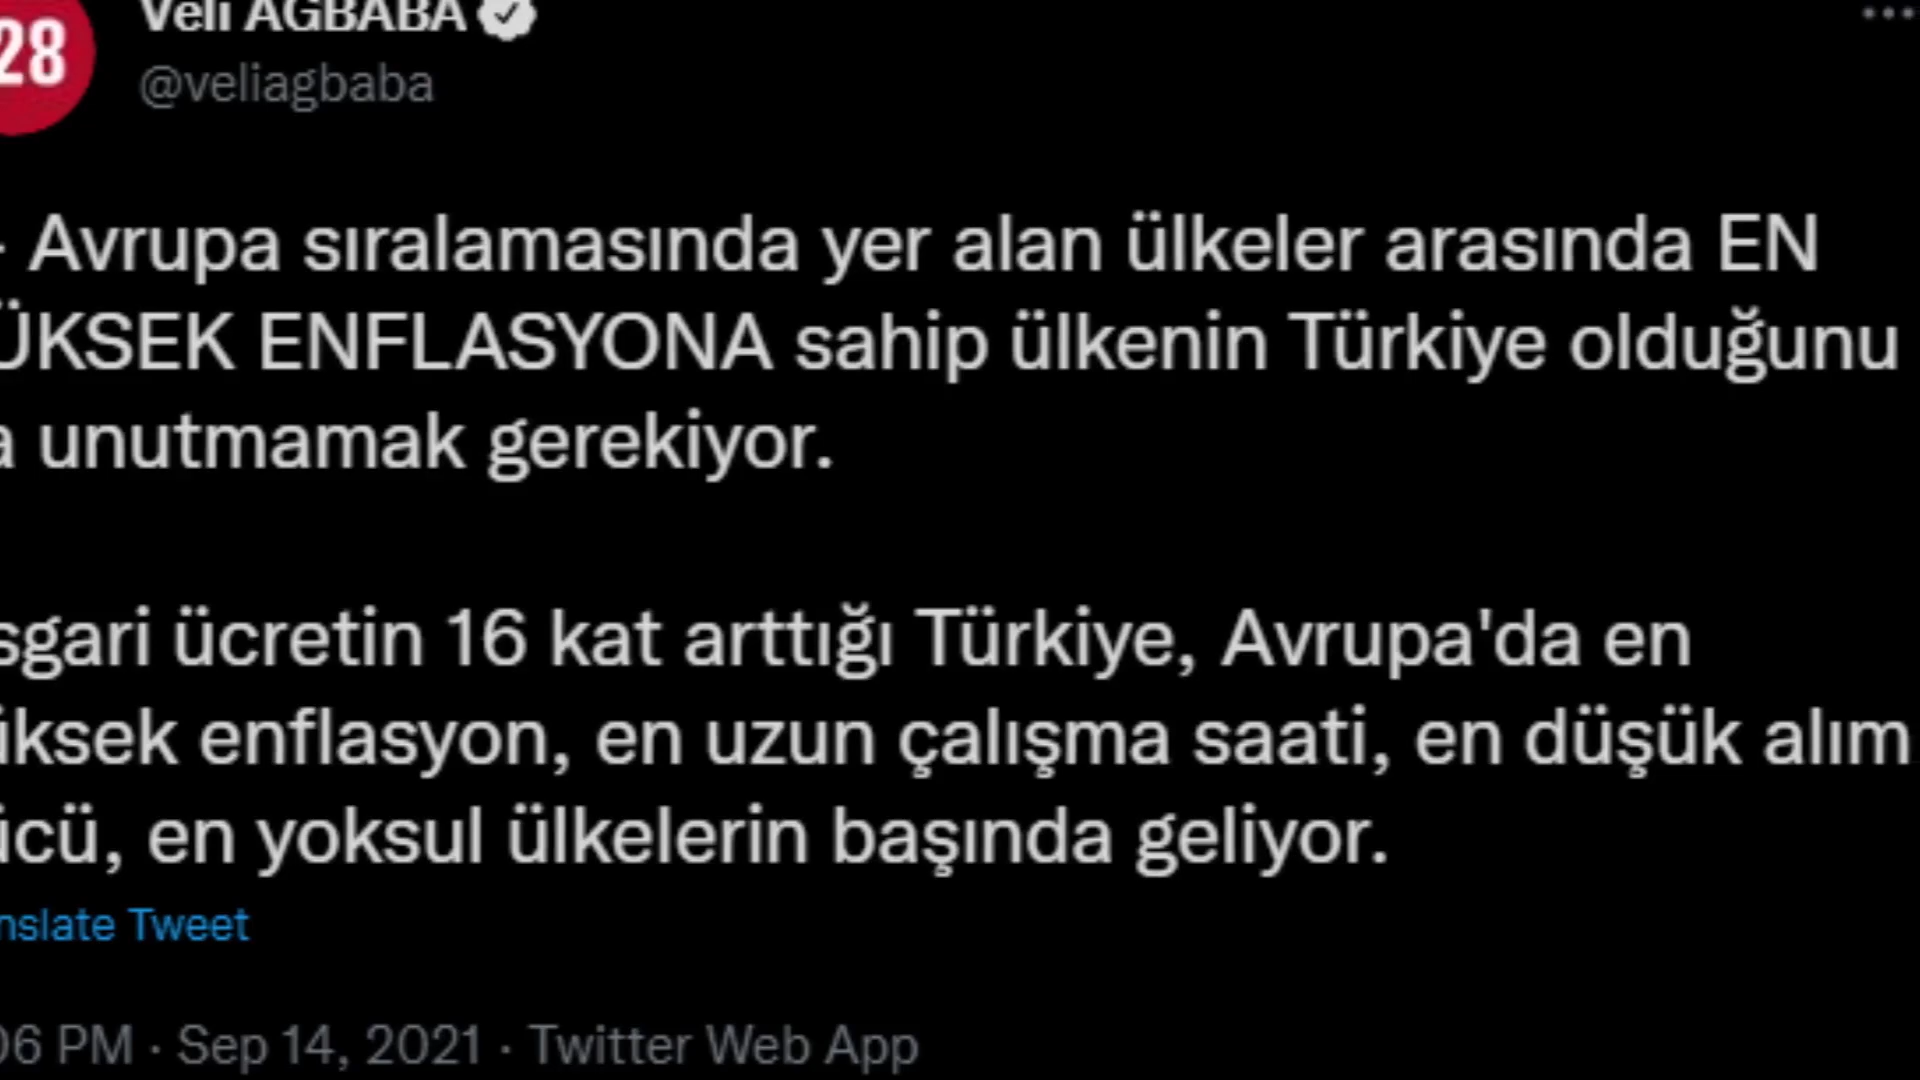 28
Veli AĞBABA
@veliagbaba
- Avrupa sıralamasında yer alan ülkeler arasında EN
ÜKSEK ENFLASYONA sahip ülkenin Türkiye olduğunu
a unutmamak gerekiyor.
sgari ücretin 16 kat arttığı Türkiye, Avrupa'da en
üksek enflasyon, en uzun çalışma saati, en düşük alım
ücü, en yoksul ülkelerin başında geliyor.
nslate Tweet
06 PM · Sep 14, 2021 · Twitter Web App